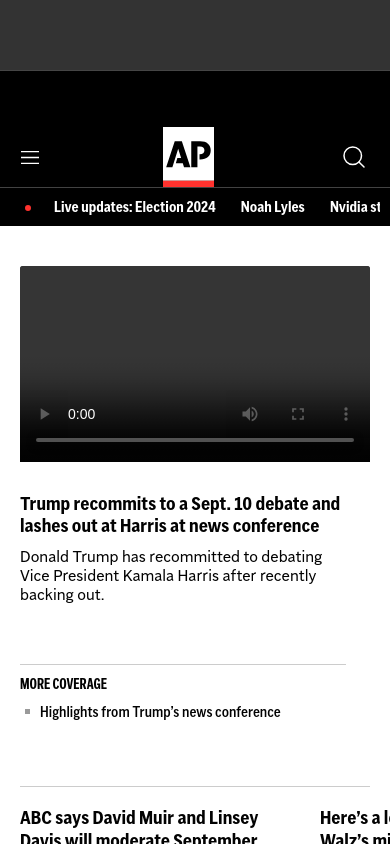 AP
Live updates: Election 2024 Noah Lyles Nvidia st
0:00
Trump recommits to a Sept. 10 debate and
lashes out at Harris at news conference
Donald Trump has recommitted to debating
Vice President Kamala Harris after recently
backing out.
MORE COVERAGE
Highlights from Trump's news conference
ABC says David Muir and Linsey
Davis will moderate September
Here's a l
Walz's mi